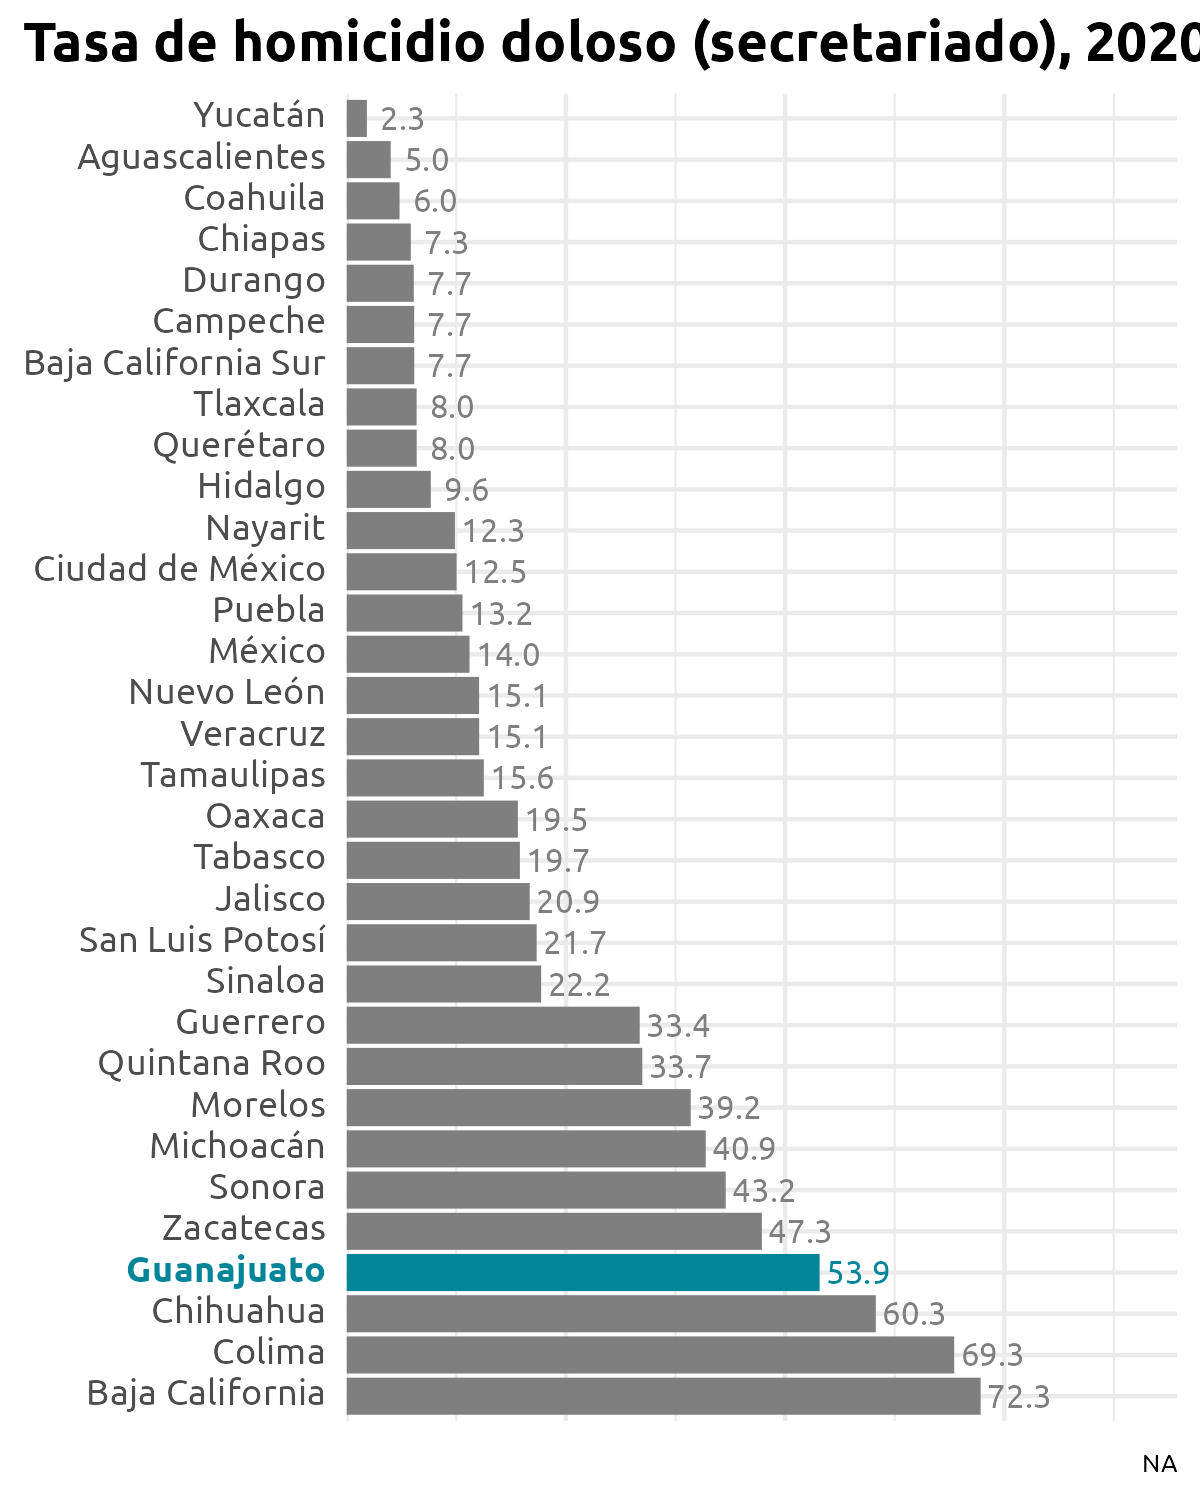 Tasa de homicidio doloso (secretariado), 2020
Yucatán 2.3
Aguascalientes 5.0
Coahuila 6.0
Chiapas 7.3
Durango 7.7
Campeche 7.7
Baja California Sur 7.7
Tlaxcala 8.0
Querétaro 8.0
Hidalgo 9.6
Nayarit 12.3
Ciudad de México 12.5
Puebla 13.2
México 14.0
Nuevo León 15.1
Veracruz 15.1
Tamaulipas 15.6
Oaxaca 19.5
Tabasco 19.7
Jalisco 20.9
San Luis Potosí 21.7
Sinaloa 22.2
Guerrero 33.4
Quintana Roo 33.7
Morelos 39.2
Michoacán 40.9
Sonora 43.2
Zacatecas 47.3
Guanajuato 53.9
Chihuahua 60.3
Colima 69.3
Baja California 72.3
NA